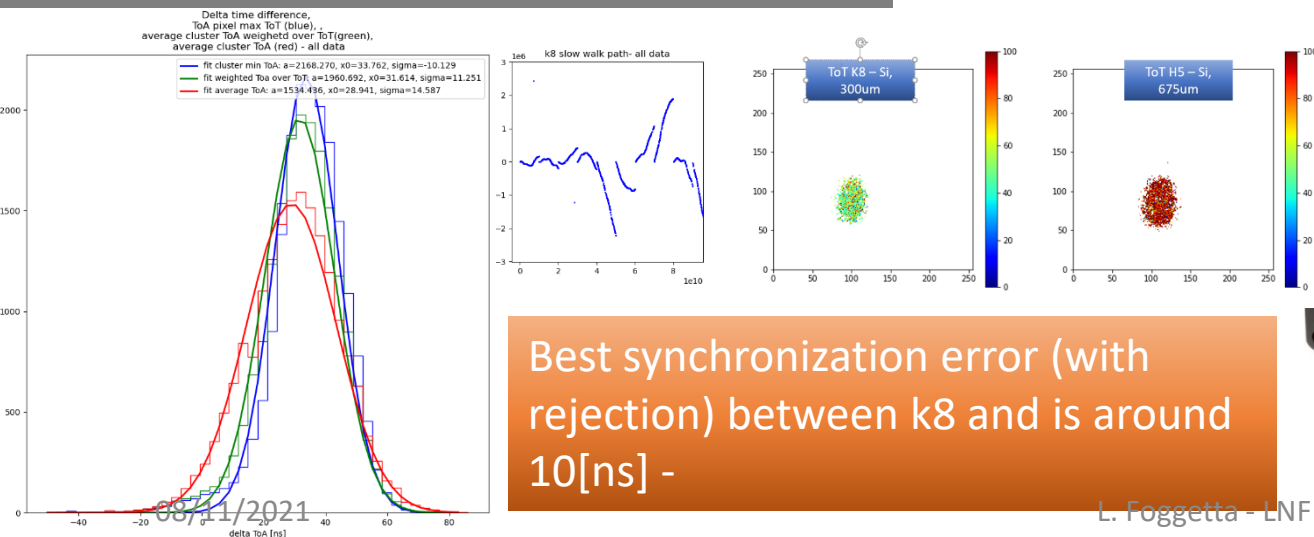 Delta time difference,
ToA pixel max ToT (blue), ,
average cluster ToA weighetd over ToT(green),
average cluster ToA (red) - all data
fit cluster min ToA: a=2168.270, x0=33.762, sigma=-10.129
fit weighted Toa over ToT: a=1960.692, x0=31.614, sigma=11.251
fit average ToA: a=1534.436, x0=28.941, sigma=14.587
2000
1500
1000
500
0
−40 −20 0 20 40 60 80
delta ToA [ns]
k8 slow walk path- all data
1e6
3
2
1
0
−1
−2
−3
0 2 4 6 8
1e10
ToT K8 – Si,
300um
250
200
150
100
50
0
0 50 100 150 200 250
100
80
60
40
20
0
ToT H5 – Si,
675um
250
200
150
100
50
0
0 50 100 150 200 250
100
80
60
40
20
0
Best synchronization error (with
rejection) between k8 and is around
10[ns] -
08/11/2021
L. Foggetta - LNF